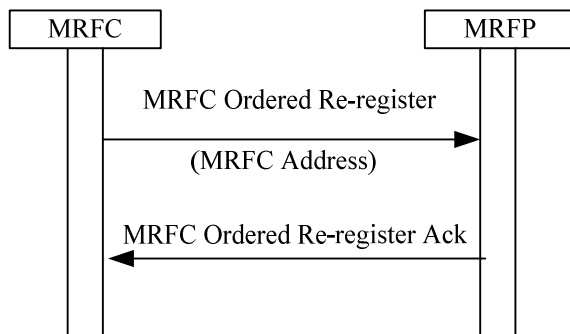 MRFC
MRFP
MRFC Ordered Re-register
(MRFC Address)
MRFC Ordered Re-register Ack